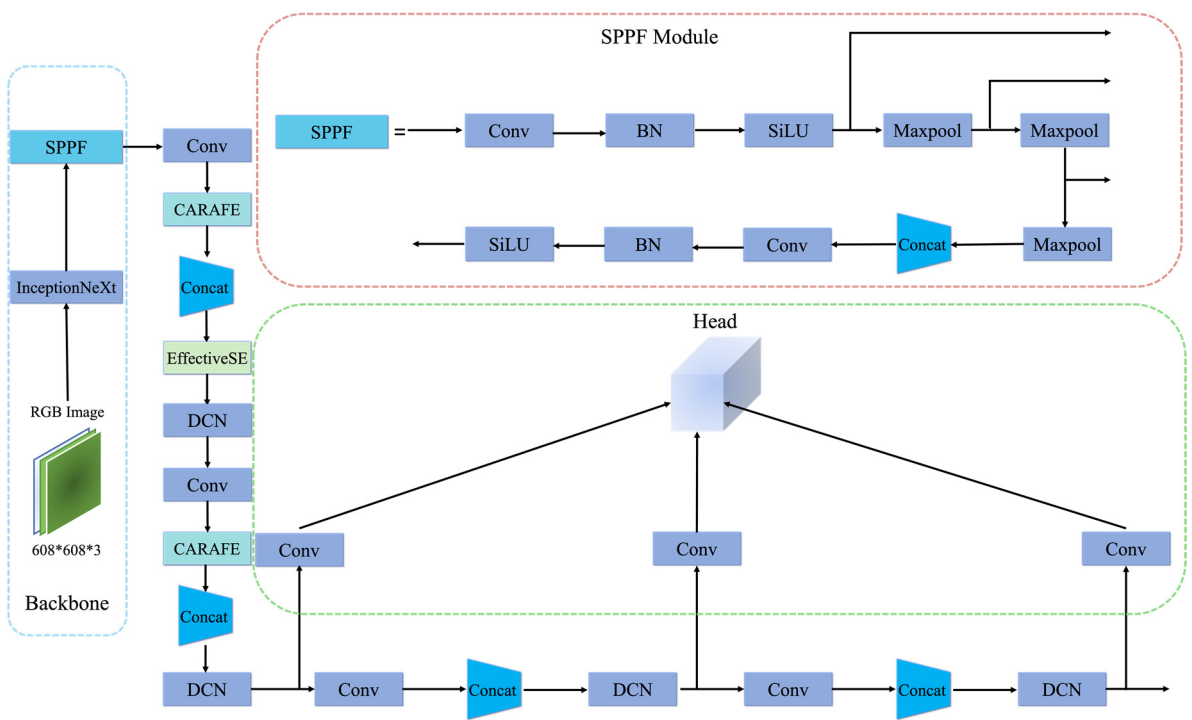 SPPF Module
SPPF
Conv
SPPF
=
Conv
BN
SiLU
Maxpool
Maxpool
CARAFE
SiLU
BN
Conv
Concat
Maxpool
InceptionNeXt
Concat
Head
EffectiveSE
RGB Image
DCN
Conv
608*608*3
CARAFE
Conv
Conv
Conv
Backbone
Concat
DCN
Conv
Concat
DCN
Conv
Concat
DCN